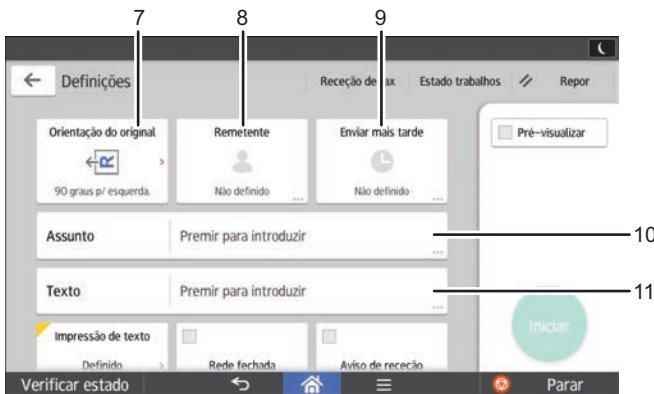 7 8 9
Definições Receção de fax Estado trabalhos Repor
Orientação do original Remetente Enviar mais tarde Pré-visualizar
R
90 graus p/ esquerda. Não definido ... Não definido ...
Assunto Premir para introduzir ... 10
Texto Premir para introduzir ... 11
Iniciar
Impressão de texto
Definido Rede fechada Aviso de receção
Verificar estado Parar